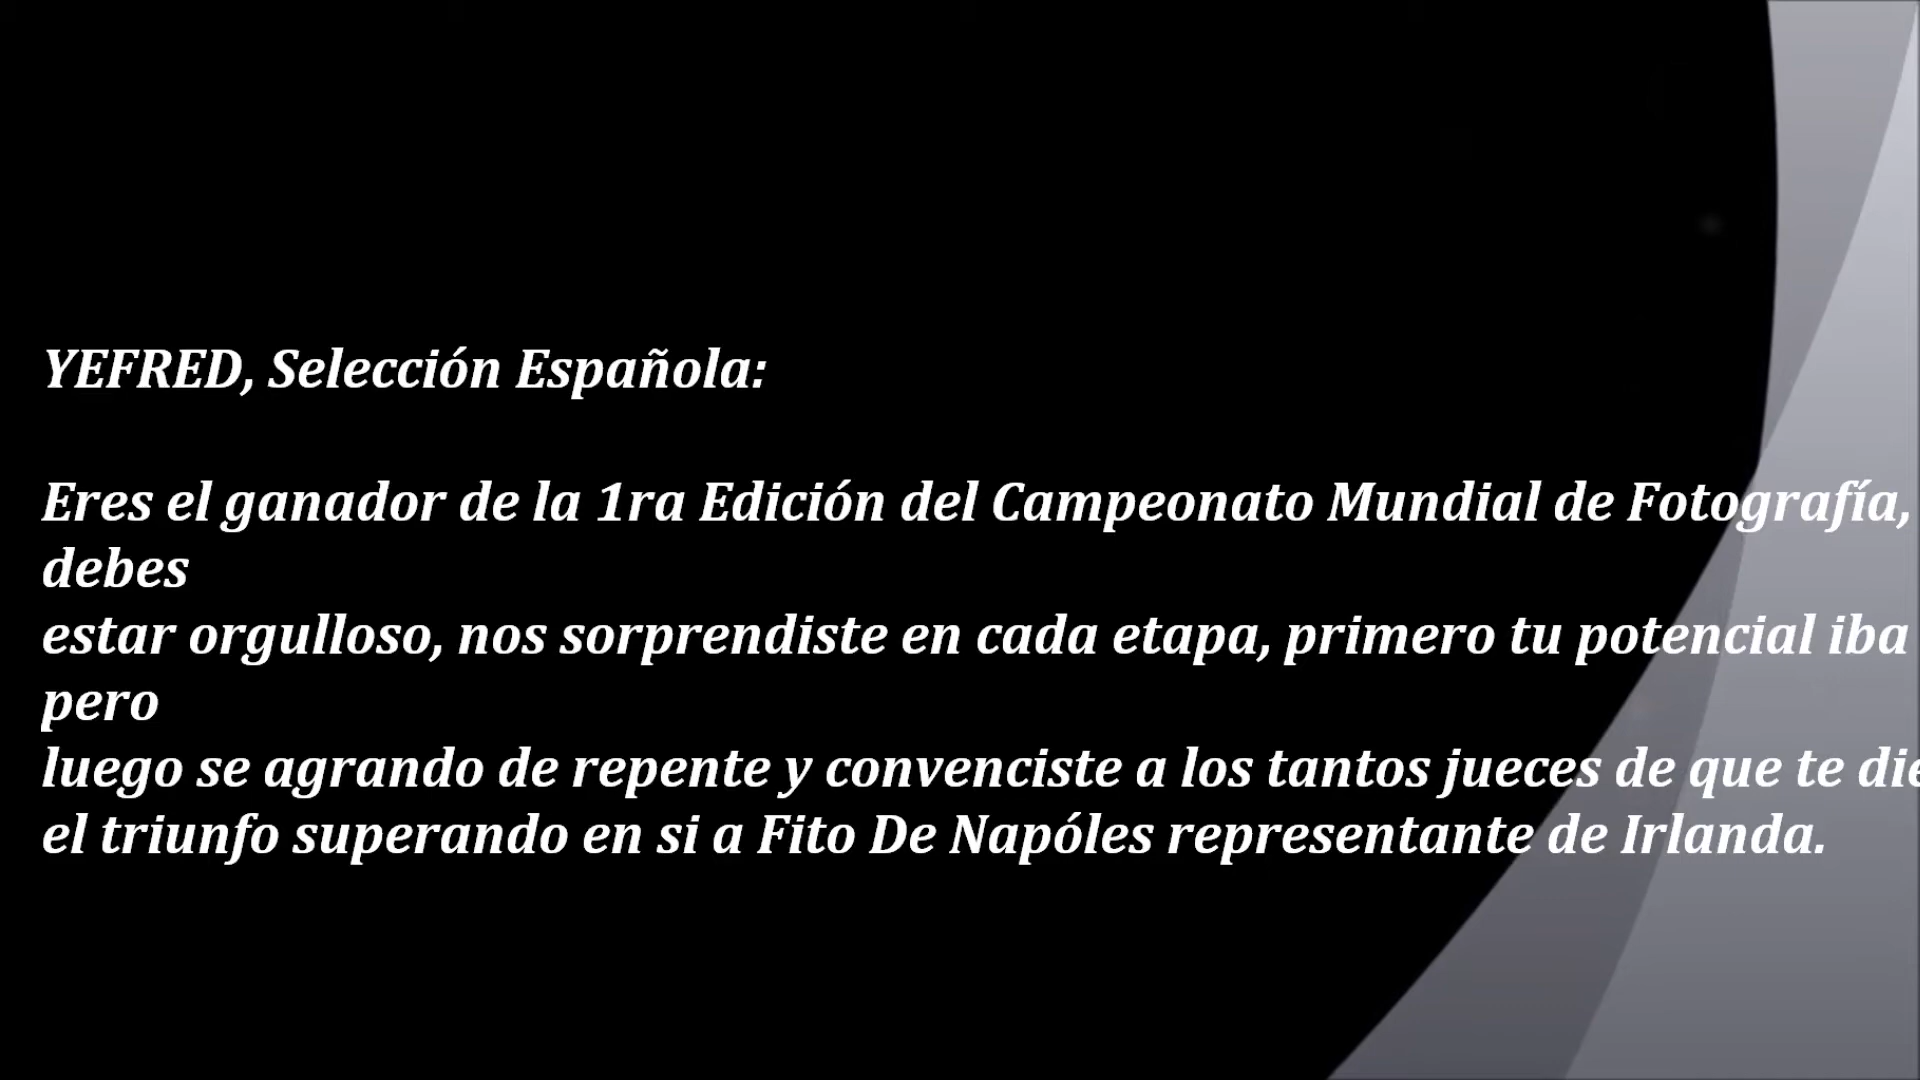 YEFRED, Selección Española:
Eres el ganador de la 1ra Edición del Campeonato Mundial de Fotografía,
debes
estar orgulloso, nos sorprendiste en cada etapa, primero tu potencial iba
pero
luego se agrando de repente y convenciste a los tantos jueces de que te
el triunfo superando en si a Fito De Napóles representante de Irlanda.